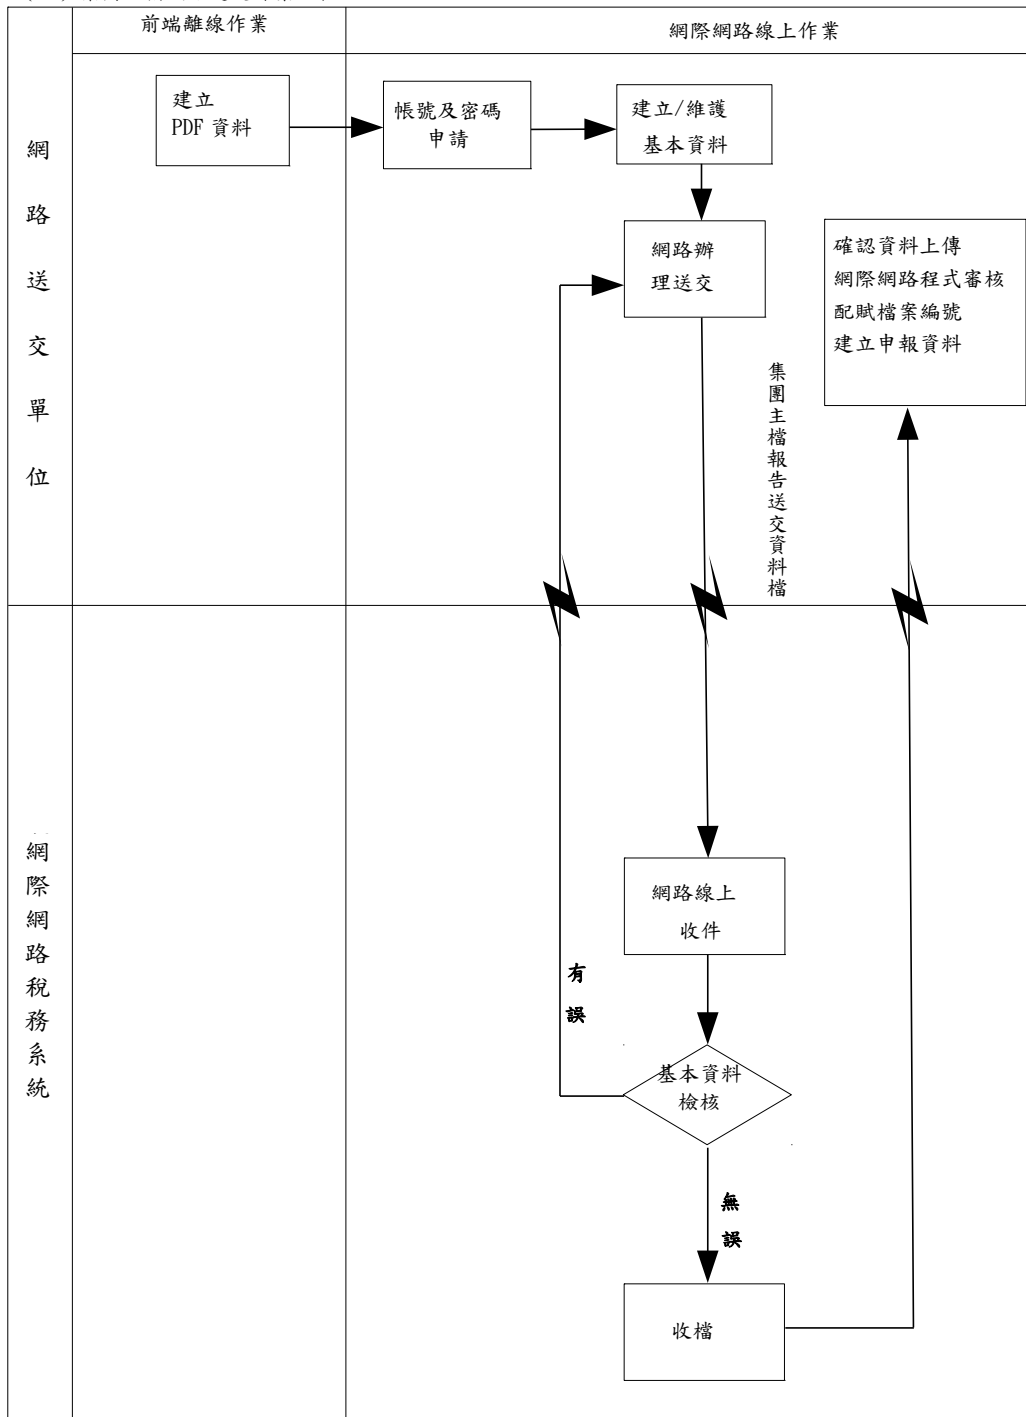 前端離線作業
網際網路線上作業
網路送交單位
建立
PDF 資料
帳號及密碼
申請
建立/維護
基本資料
網路辦
理送交
確認資料上傳
網際網路程式審核
配賦檔案編號
建立申報資料
集團主檔報告送交資料檔
網際網路稅務系統
網路線上
收件
有誤
基本資料
檢核
無誤
收檔